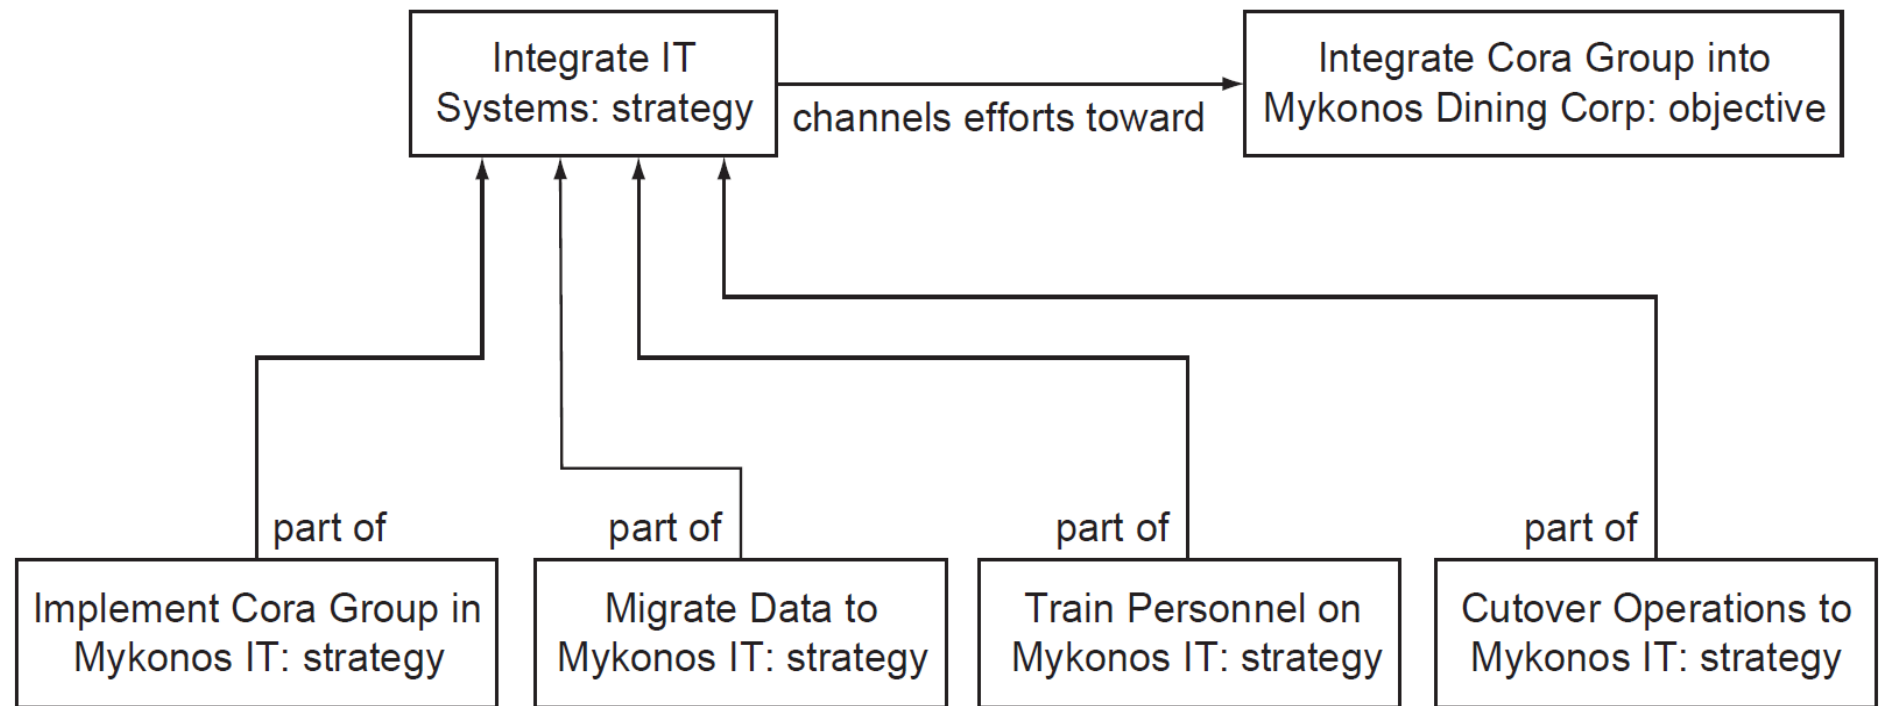 Integrate IT
Systems: strategy
channels efforts toward
Integrate Cora Group into
Mykonos Dining Corp: objective
part of
part of
part of
part of
Implement Cora Group in
Mykonos IT: strategy
Migrate Data to
Mykonos IT: strategy
Train Personnel on
Mykonos IT: strategy
Cutover Operations to
Mykonos IT: strategy